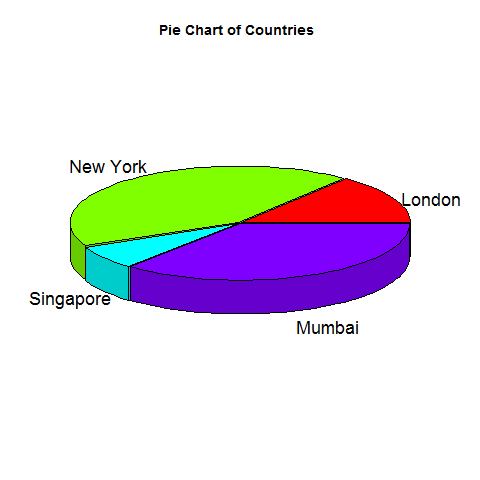 Pie Chart of Countries
New York
London
Singapore
Mumbai